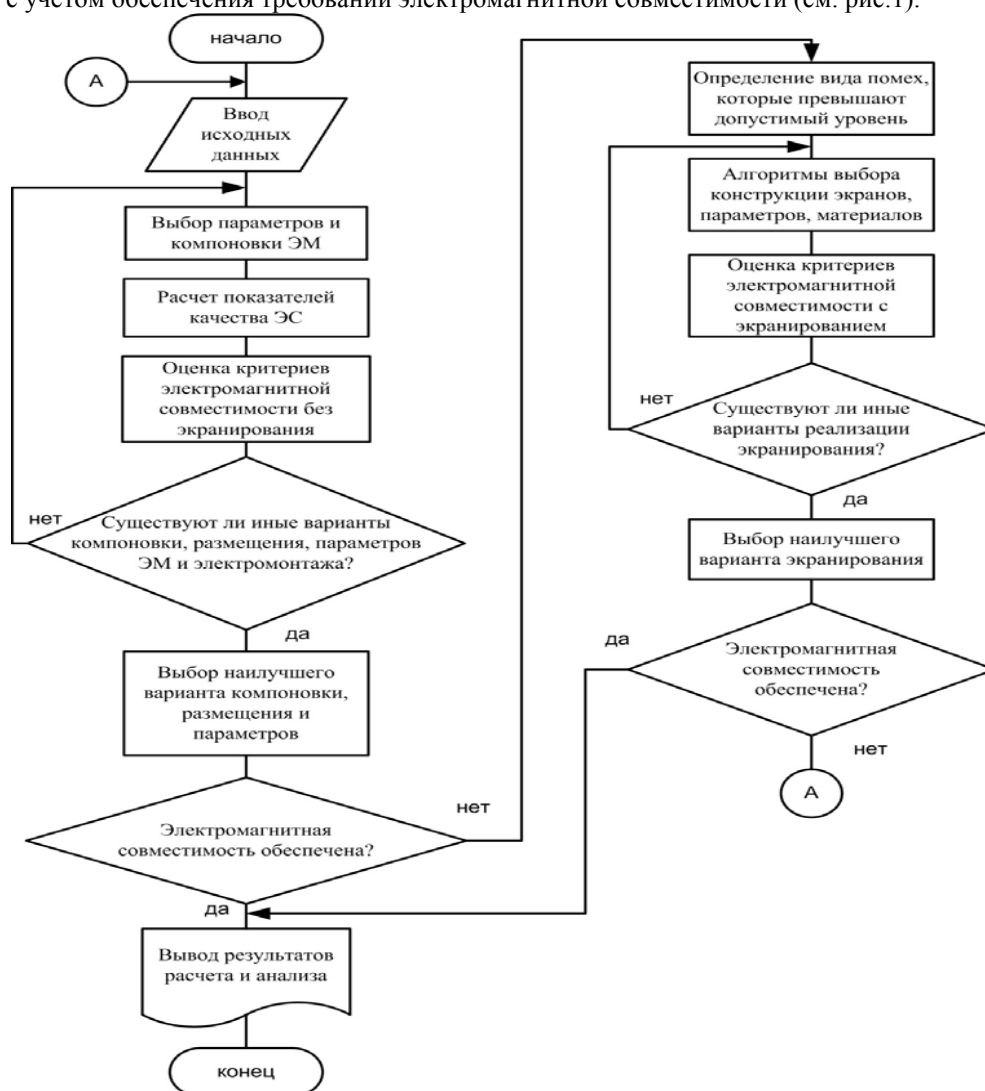 с учетом обеспечения требований электромагнитной совместимости (см. рис.1).
начало
А
Ввод
исходных
данных
Выбор параметров и
компоновки ЭМ
Расчет показателей
качества ЭС
Оценка критериев
электромагнитной
совместимости без
экранирования
нет
Существуют ли иные варианты
компоновки, размещения, параметров
ЭМ и электромонтажа?
да
Выбор наилучшего
варианта компоновки,
размещения и
параметров
нет
Электромагнитная
совместимость обеспечена?
да
Вывод результатов
расчета и анализа
конец
Определение вида помех,
которые превышают
допустимый уровень
Алгоритмы выбора
конструкции экранов,
параметров, материалов
Оценка критериев
электромагнитной
совместимости с
экранированием
нет
Существуют ли иные
варианты реализации
экранирования?
да
Выбор наилучшего
варианта экранирования
да
Электромагнитная
совместимость
обеспечена?
нет
А